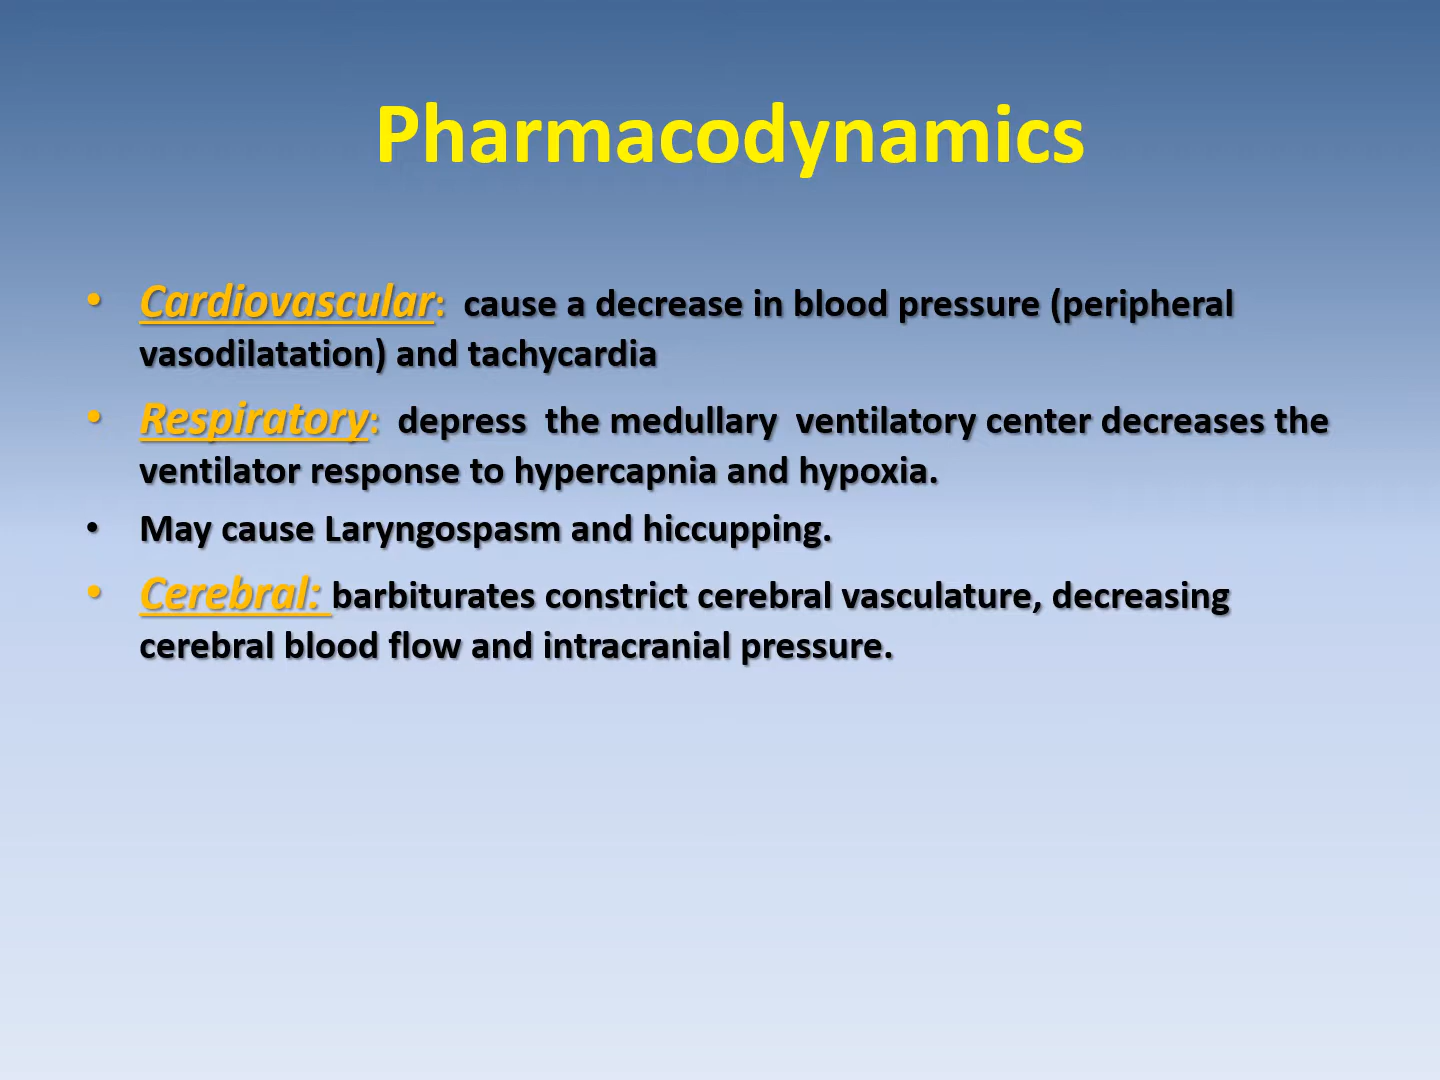 Pharmacodynamics
• Cardiovascular: cause a decrease in blood pressure (peripheral
vasodilatation) and tachycardia
• Respiratory: depress the medullary ventilatory center decreases the
ventilator response to hypercapnia and hypoxia.
• May cause Laryngospasm and hiccupping.
• Cerebral: barbiturates constrict cerebral vasculature, decreasing
cerebral blood flow and intracranial pressure.